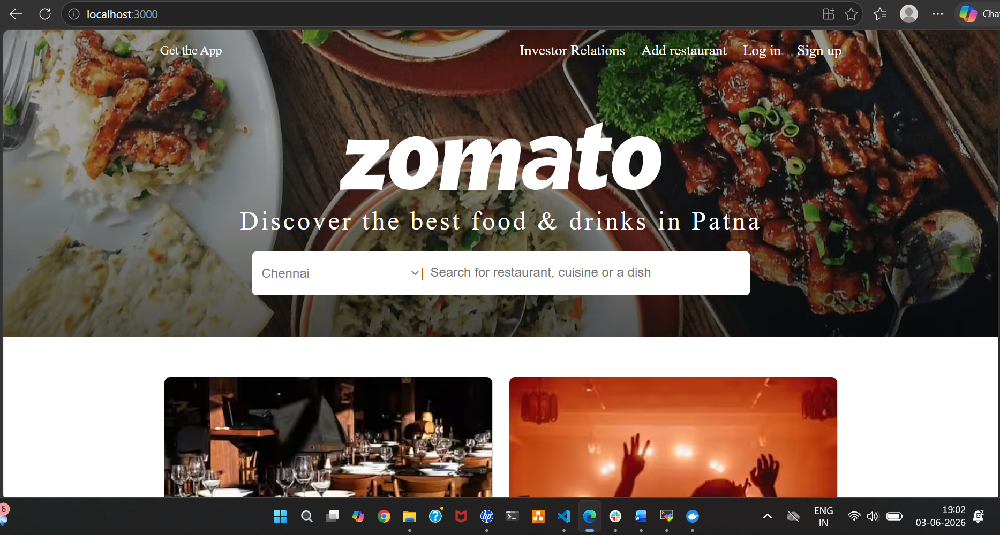 localhost:3000
Cha
Get the App
Investor Relations Add restaurant Log in Sign up
zomato
Discover the best food & drinks in Patna
Chennai
Search for restaurant, cuisine or a dish
6
ENG
IN
19:02
03-06-2026